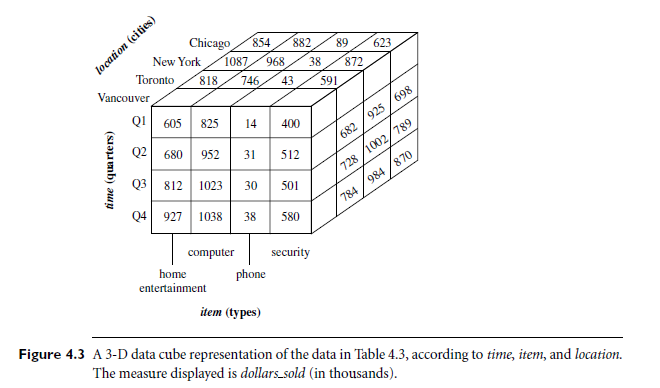 location (cities)
Chicago 854 882 89 623
New York 1087 968 38 872
Toronto 818 746 43 591
Vancouver
time (quarters)
Q1 605 825 14 400 682 925 698
Q2 680 952 31 512 728 1002 789
Q3 812 1023 30 501 784 984 870
Q4 927 1038 38 580
computer security
home phone
entertainment
item (types)
Figure 4.3 A 3-D data cube representation of the data in Table 4.3, according to time, item, and location.
The measure displayed is dollars_sold (in thousands).